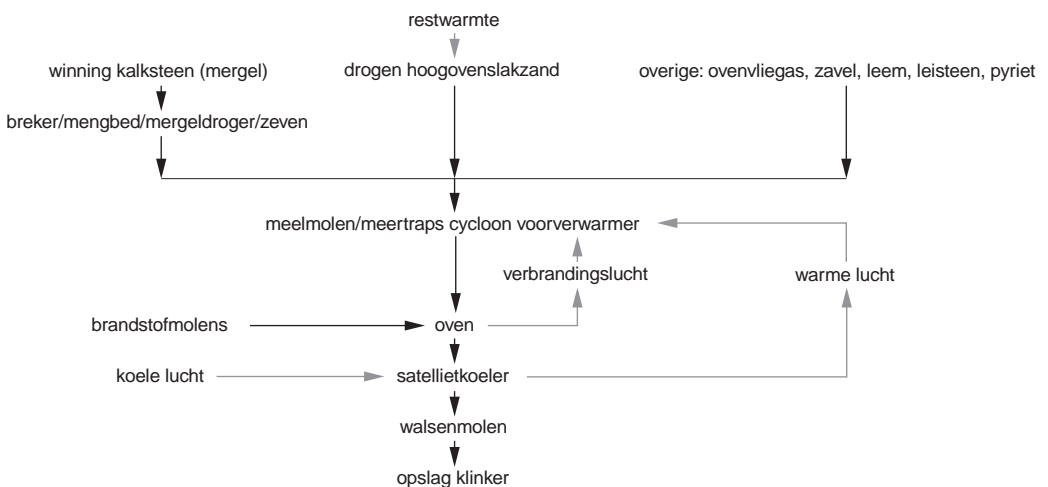 restwarmte
winning kalksteen (mergel)
drogen hoogovenslakzand
overige: ovenvliegas, zavel, leem, leisteen, pyriet
breker/mengbed/mergeldroger/zeven
meelmolen/meertraps cycloon voorverwarmer
verbrandingslucht
warme lucht
brandstofmolens
oven
koele lucht
satellietkoeler
walsenmolen
opslag klinker